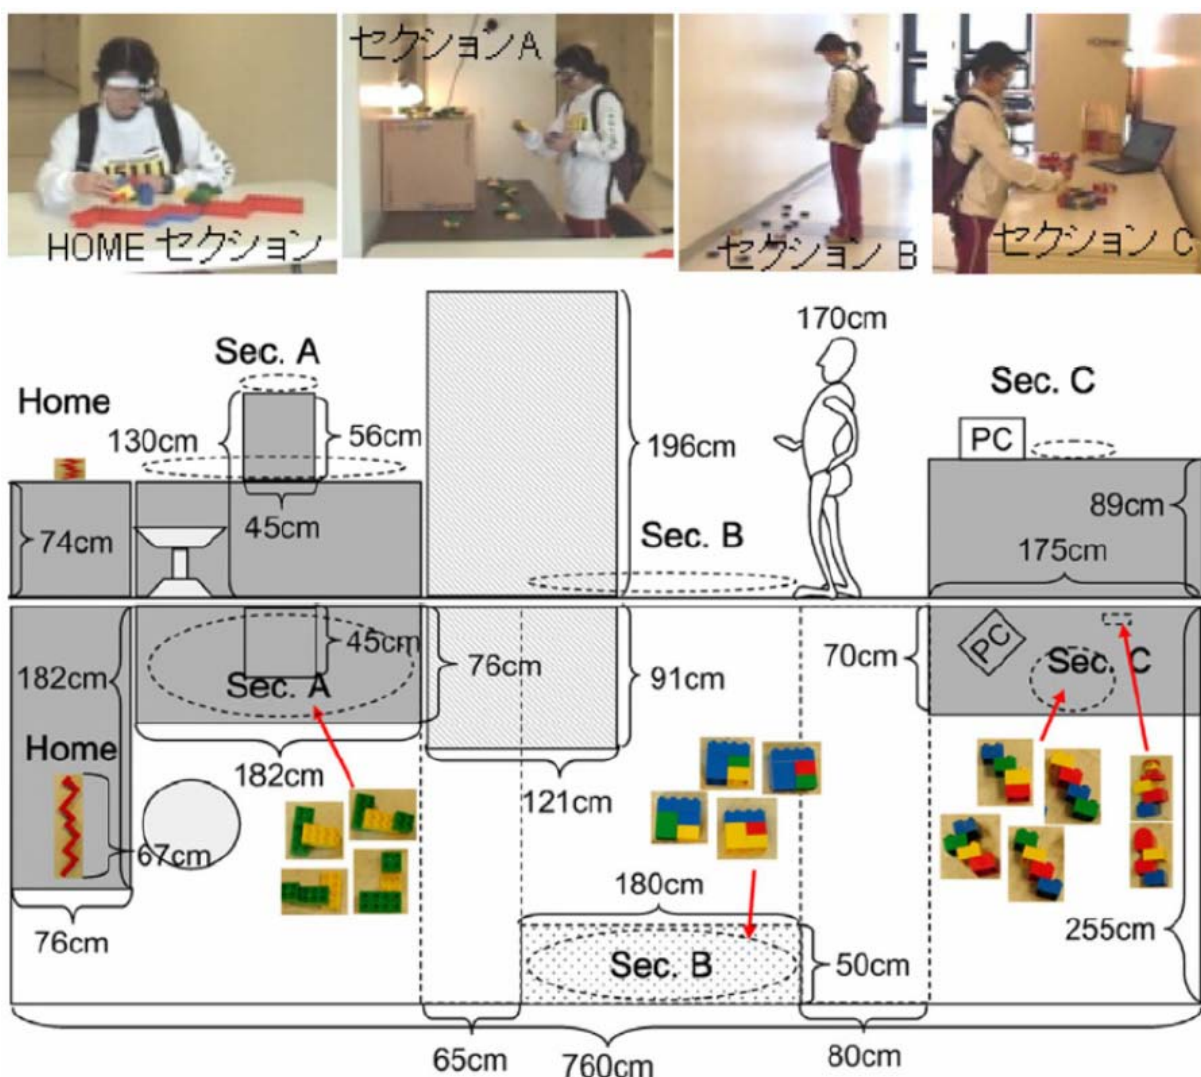 セクションA
HOME セクション
セクション B
セクション C
170cm
Sec. A
Sec. C
Home
130cm
56cm
196cm
PC
45cm
Sec. B
89cm
74cm
175cm
45cm
PC
182cm
76cm
91cm
70cm
Sec. C
Sec. A
Home
182cm
121cm
67cm
180cm
76cm
Sec. B
50cm
255cm
65cm
760cm
80cm